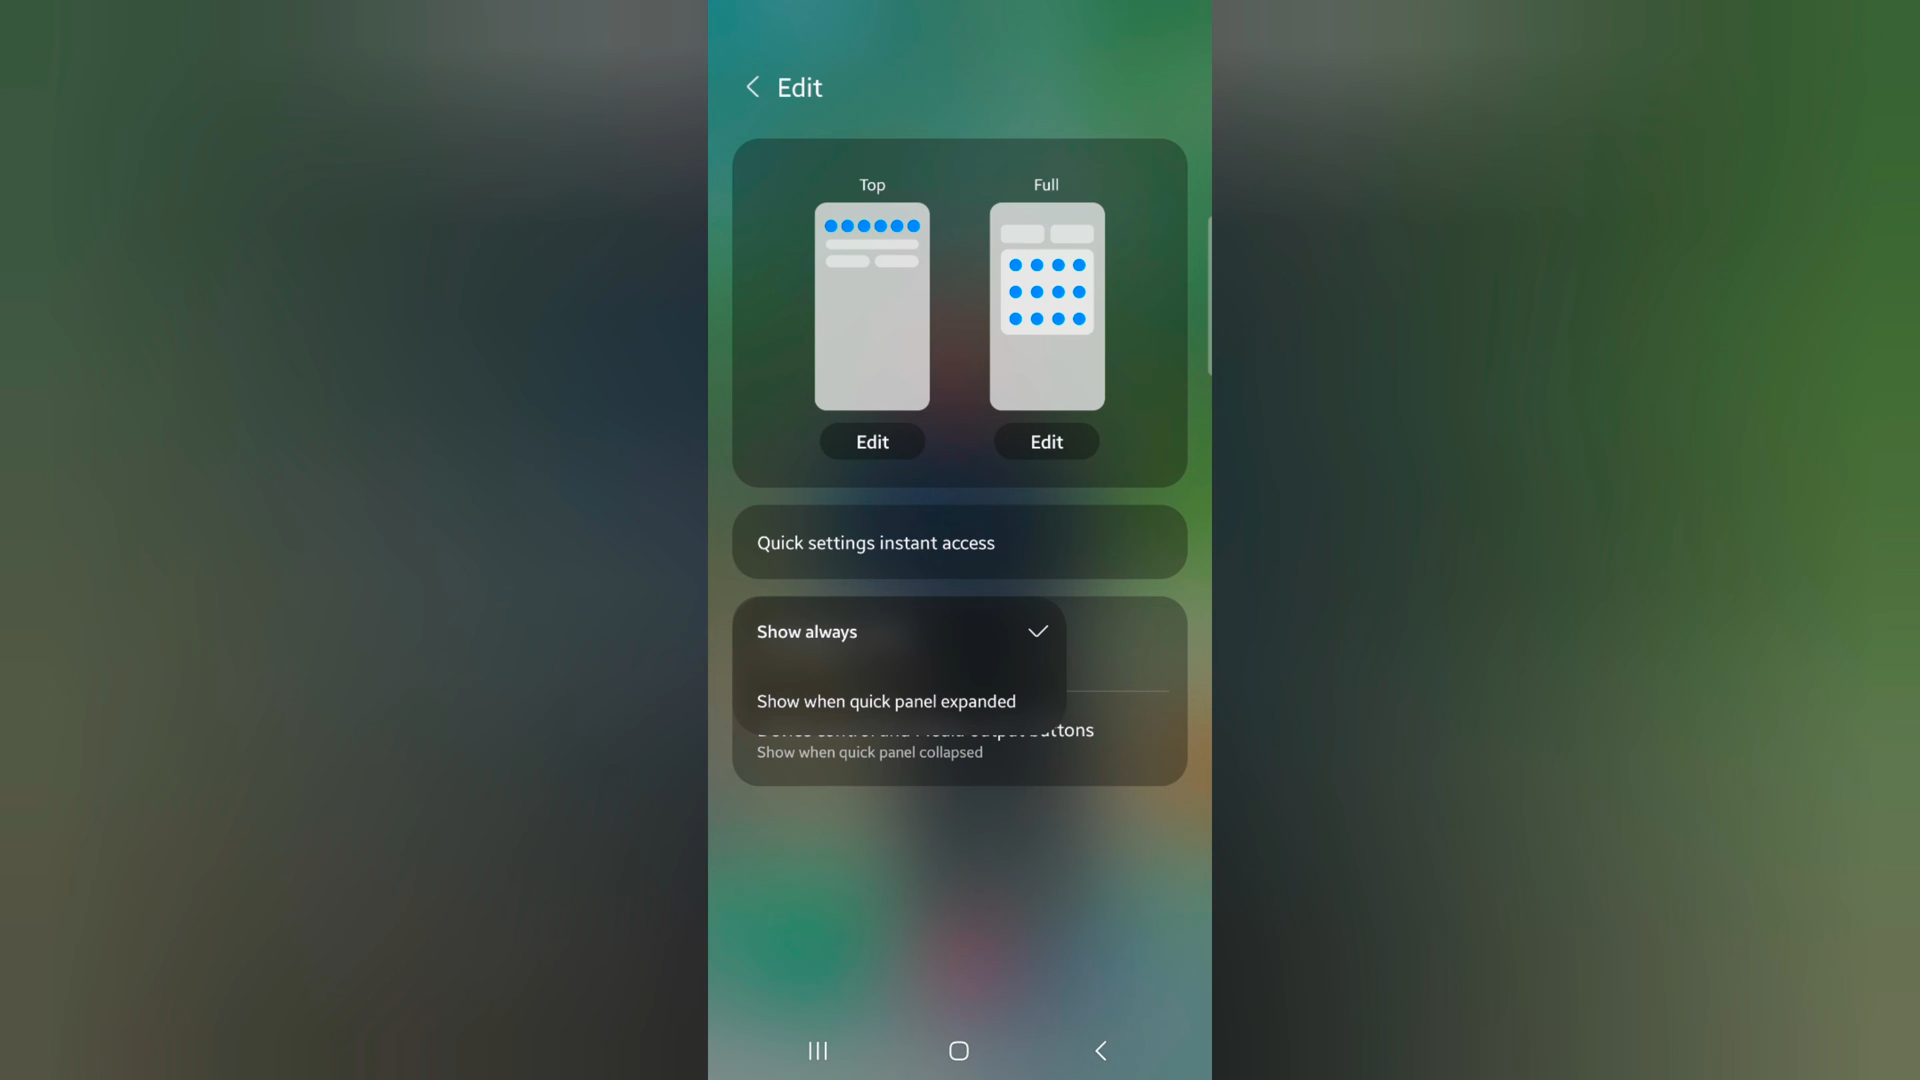 Edit
Top
Full
Edit
Edit
Quick settings instant access
Show always
Show when quick panel expanded
Show when quick panel collapsed